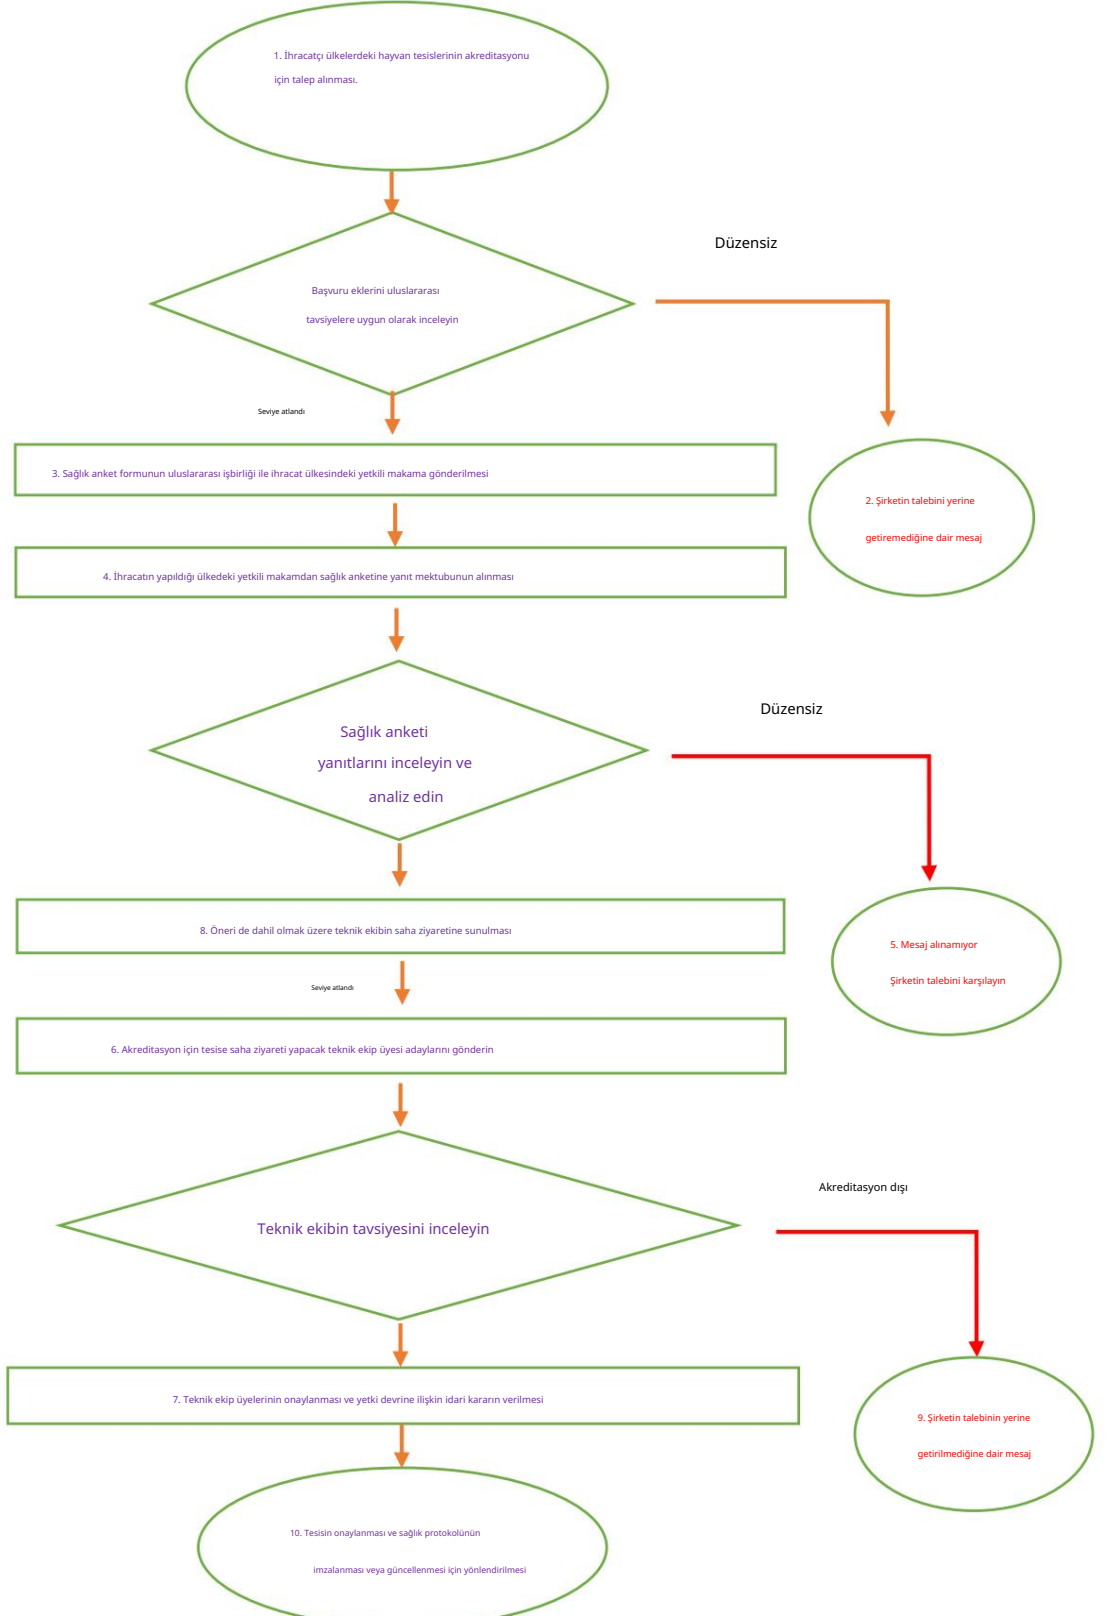 1. İhracatçı ülkelerdeki hayvan tesislerinin akreditasyonu
için talep alınması.
Düzensiz
Başvuru eklerini uluslararası
tavsiyelere uygun olarak inceleyin
Seviye atlandı
3. Sağlık anket formunun uluslararası işbirliği ile ihracat ülkesindeki yetkili makama gönderilmesi
2. Şirketin talebini yerine
getiremediğine dair mesaj
4. İhracatın yapıldığı ülkedeki yetkili makamdan sağlık anketine yanıt mektubunun alınması
Düzensiz
Sağlık anketi
yanıtlarını inceleyin ve
analiz edin
8. Öneri de dahil olmak üzere teknik ekibin saha ziyaretine sunulması
5. Mesaj alınamıyor
Şirketin talebini karşılayın
Seviye atlandı
6. Akreditasyon için tesise saha ziyareti yapacak teknik ekip üyesi adaylarını gönderin
Akreditasyon dışı
Teknik ekibin tavsiyesini inceleyin
7. Teknik ekip üyelerinin onaylanması ve yetki devrine ilişkin idari kararın verilmesi
9. Şirket talebinin yerine
getirilmediğine dair mesaj
10. Tesisin onaylanması ve sağlık protokolünün
imzalanması veya güncellenmesi için yönlendirilmesi